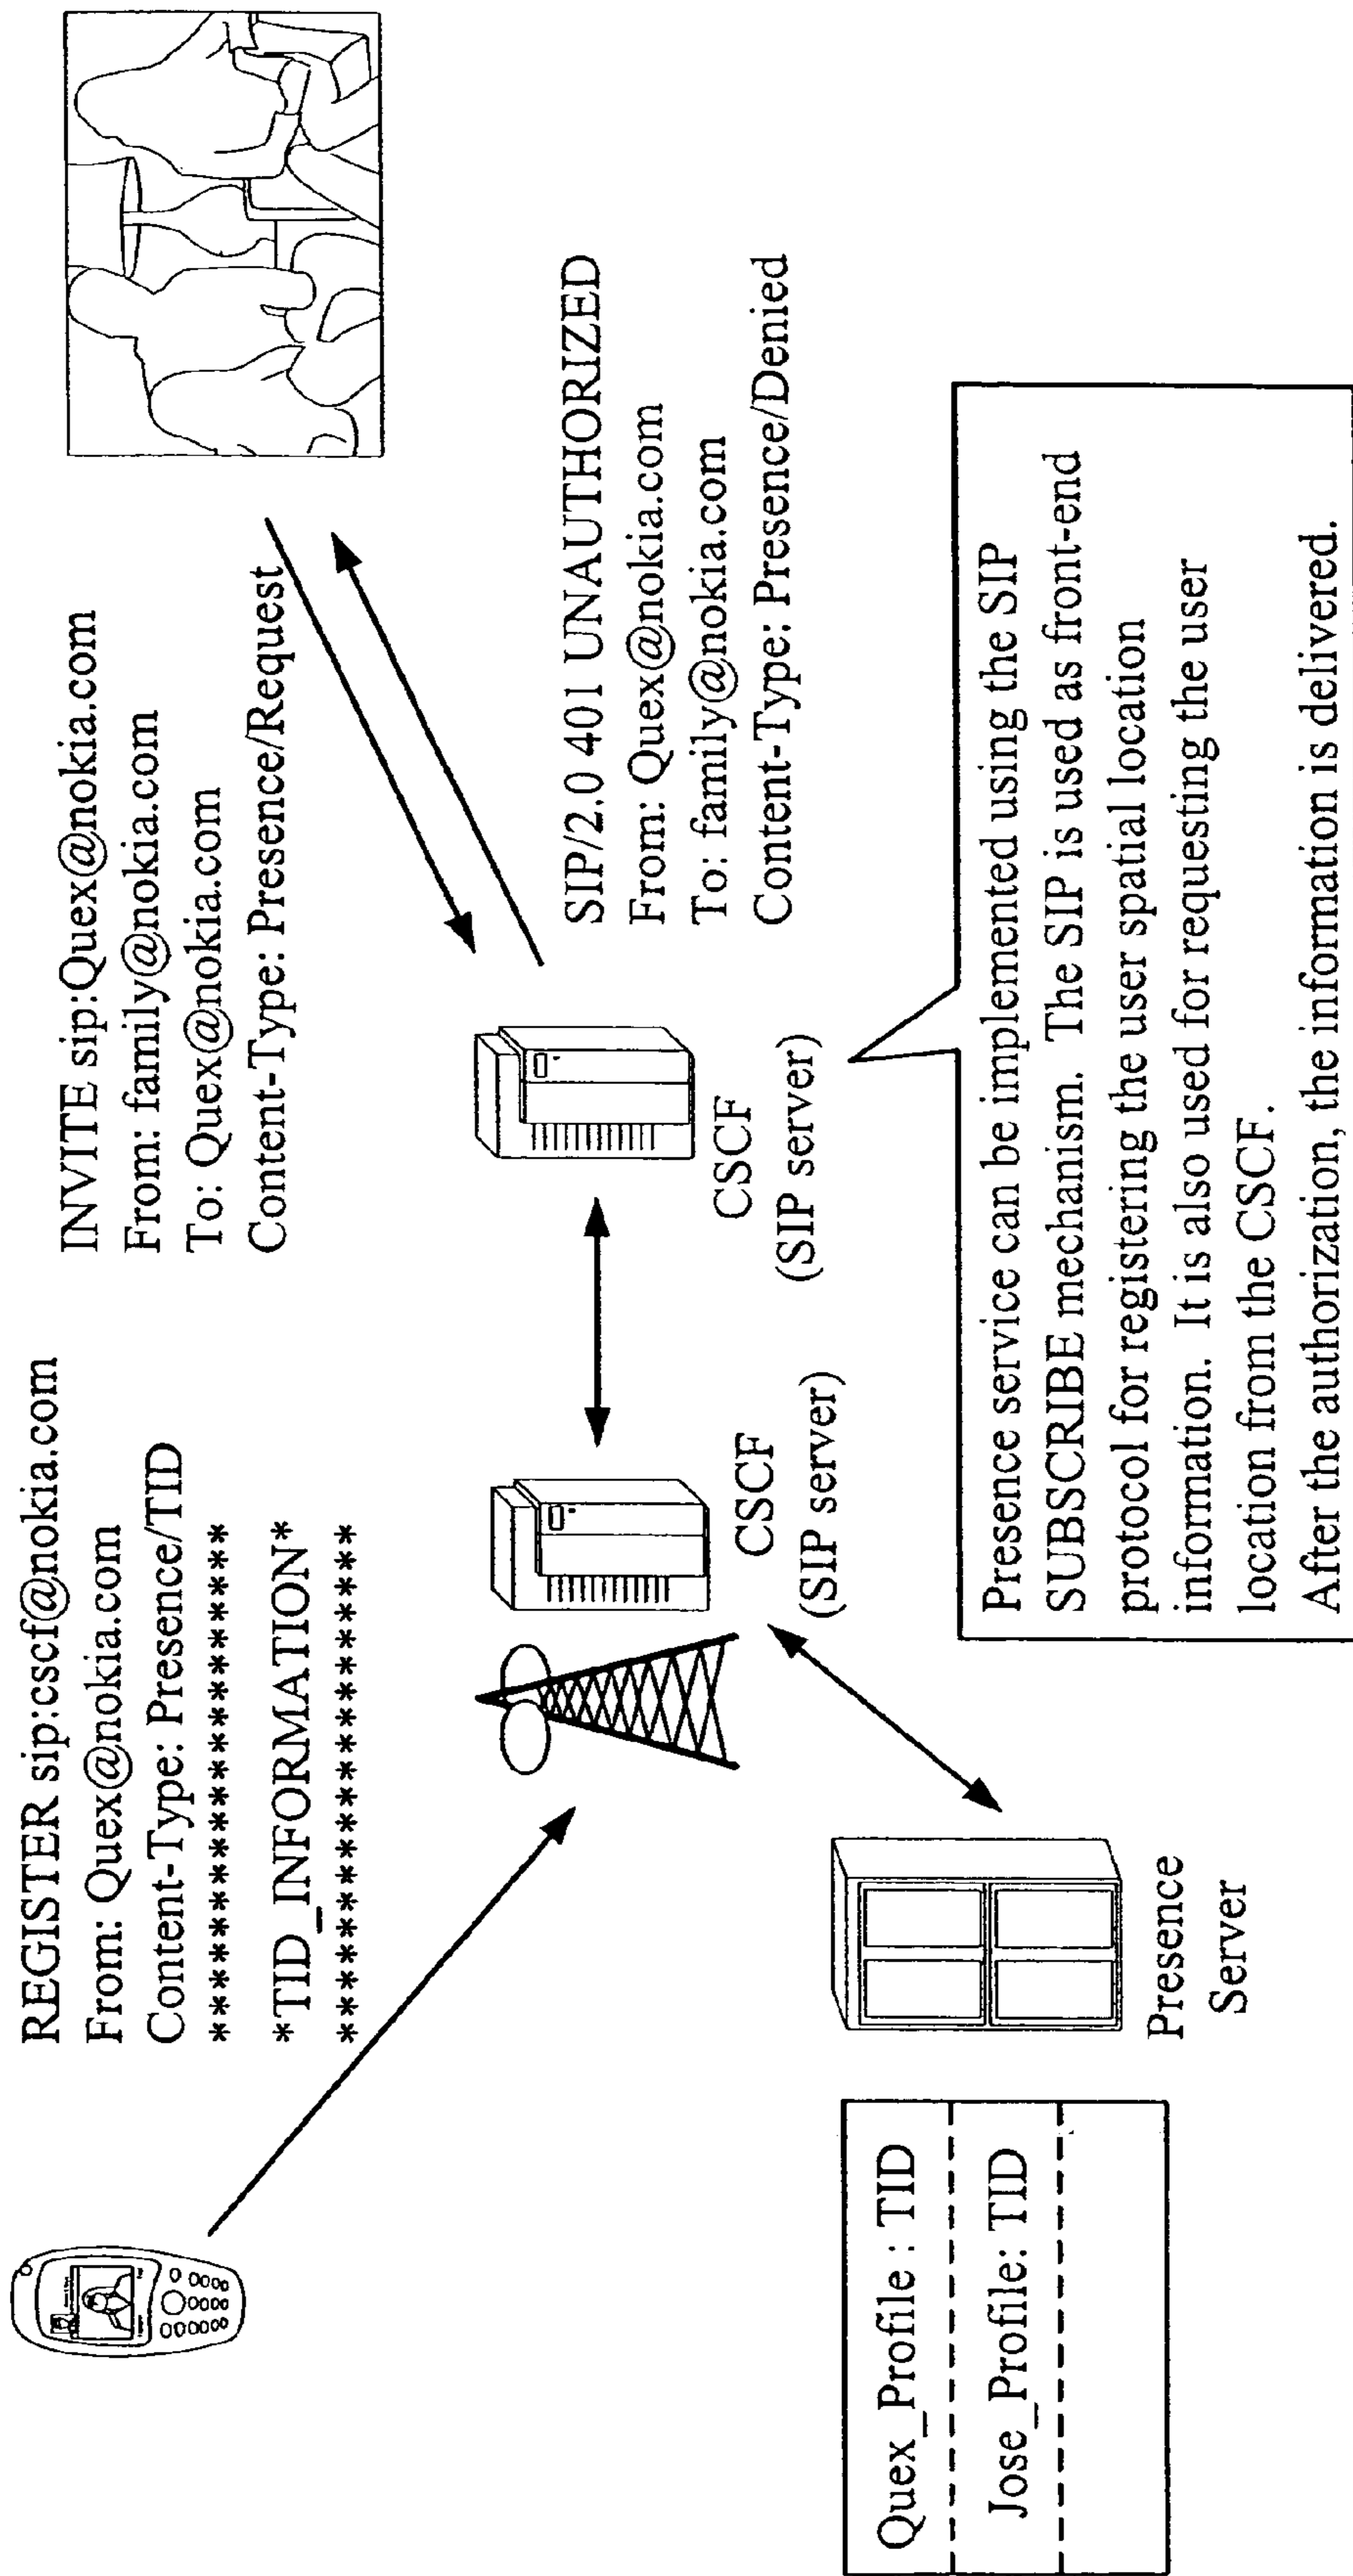 REGISTER sip:cscf@nokia.com
From: Quex@nokia.com
Content-Type: Presence/TID
********************
*TID_INFORMATION*
********************
INVITE sip:Quex@nokia.com
From: family@nokia.com
To: Quex@nokia.com
Content-Type: Presence/Request
SIP/2.0 401 UNAUTHORIZED
From: Quex@nokia.com
To: family@nokia.com
Content-Type: Presence/Denied
CSCF
(SIP server)
CSCF
(SIP server)
Quex_Profile : TID
Jose_Profile: TID
Presence
Server
Presence service can be implemented using the SIP
SUBSCRIBE mechanism. The SIP is used as front-end
protocol for registering the user spatial location
information. It is also used for requesting the user
location from the CSCF.
After the authorization, the information is delivered.